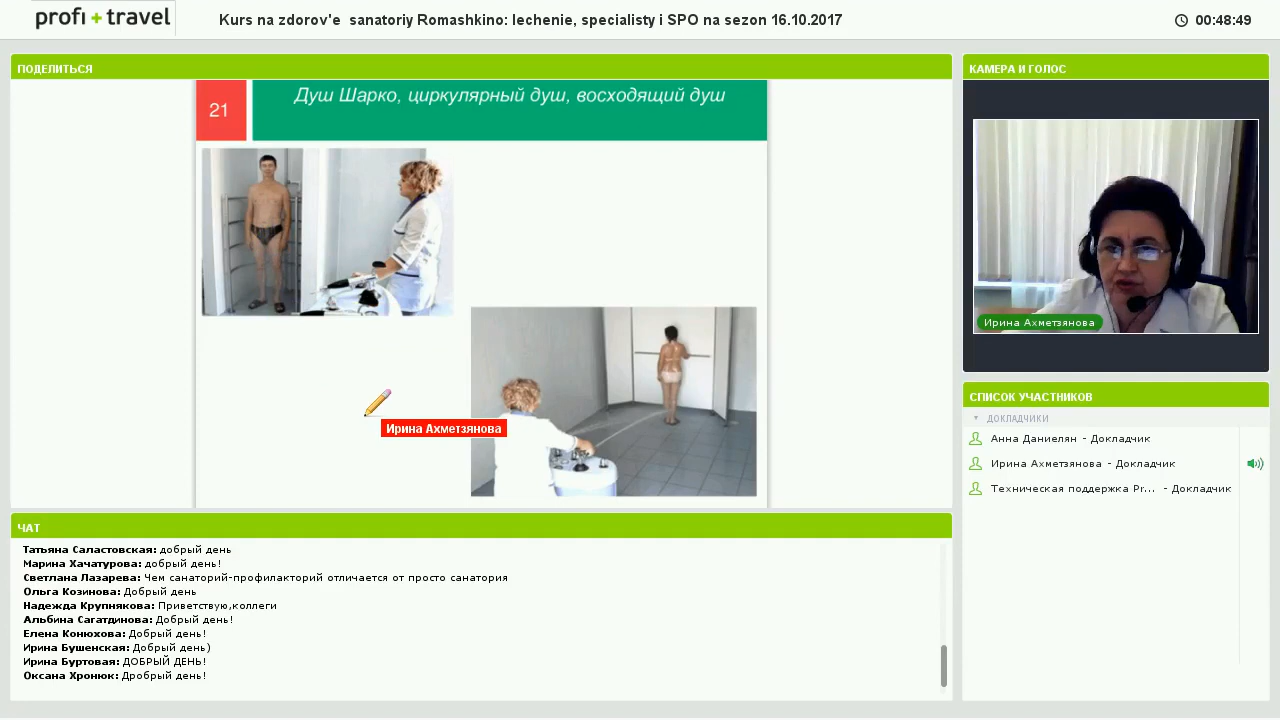 profi + travel
Kurs na zdorov'e sanatoriy Romashkino: lechenie, specialisty i SPO na sezon 16.10.2017
00:48:49
ПОДЕЛИТЬСЯ
21
Душ Шарко, циркулярный душ, восходящий душ
Ирина Ахметзянова
КАМЕРА И ГОЛОС
Ирина Ахметзянова
СПИСОК УЧАСТНИКОВ
ДОКЛАДЧИКИ
Анна Даниелян - Докладчик
Ирина Ахметзянова - Докладчик
Техническая поддержка Pr... - Докладчик
ЧАТ
Татьяна Саластовская: добрый день
Марина Хачатурова: добрый день!
Светлана Лазарева: Чем санаторий-профилакторий отличается от просто санатория
Ольга Козинова: Добрый день
Надежда Крупнякова: Приветствую,коллеги
Альбина Сагатдинова: Добрый день!
Елена Конюхова: Добрый день!
Ирина Бушенская: Добрый день)
Ирина Буртовая: ДОБРЫЙ ДЕНЬ!
Оксана Хронюк: Дробрый день!